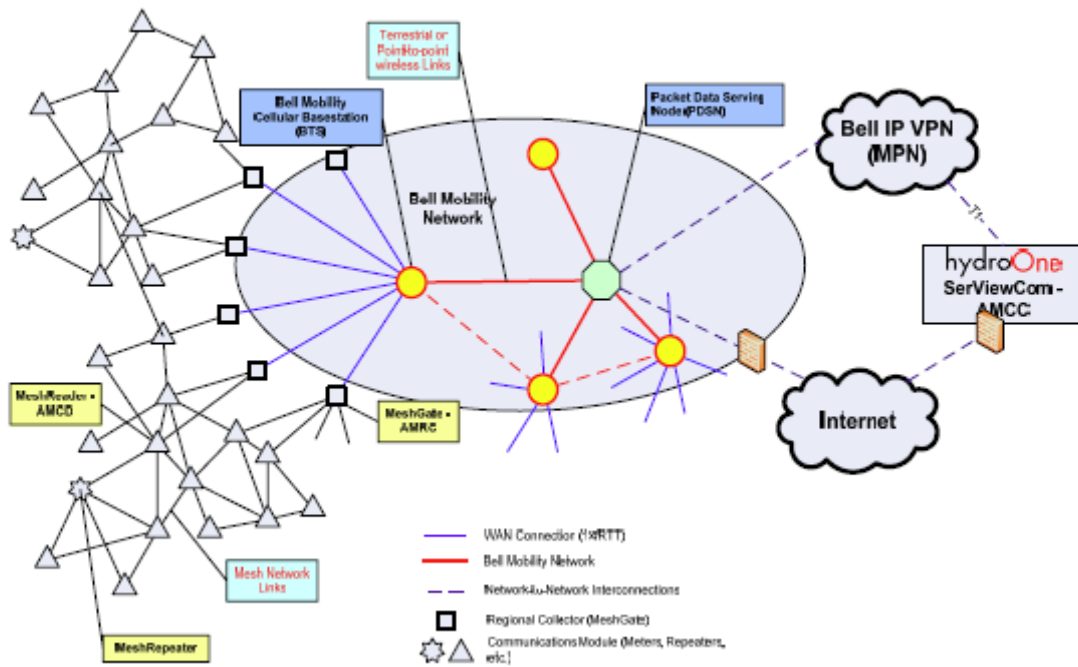 Terrestrial or
Point-to-point
wireless Links
Bell Mobility
Cellular Basestation
(BTS)
Packet Data Serving
Node(PDSN)
Bell IP VPN
(MPN)
Bell Mobility
Network
T1
hydroOne
SerViewCom -
AMCC
MeshReader -
AMCD
MeshGate -
AMRC
Internet
WAN Connection (1xRTT)
Bell Mobility Network
Network-to-Network Interconnections
Mesh Network
Links
Regional Collector (MeshGate)
Communications Module (Meters, Repeaters,
etc.)
MeshRepeater